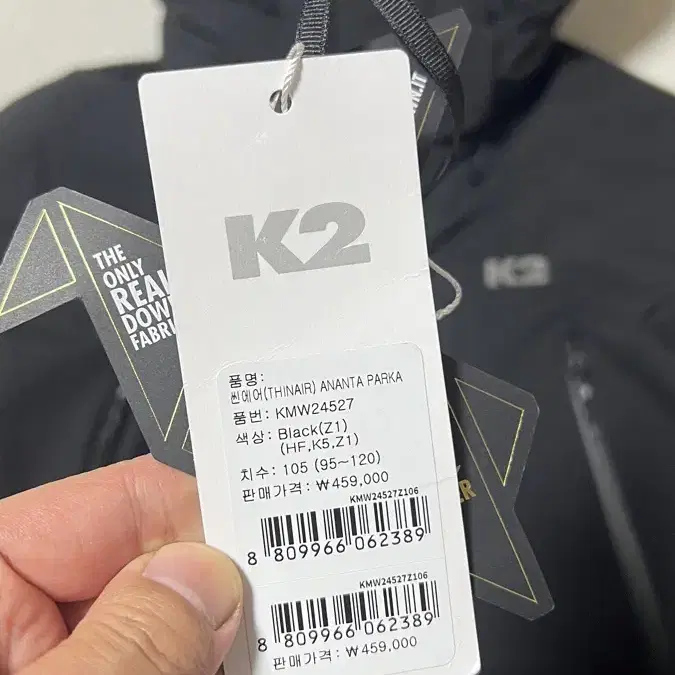 K2
THE
ONLY
REAL
DOWN
FABRI
K2
K2
품명:
씬에어(THINAIR) ANANTA PARKA
품번: KMW24527
색상: Black(Z1)
(HF,K5,Z1)
치수: 105 (95~120)
판매가격: ₩459,000
KMW24527Z106
8 809966 062389
KMW24527Z106
8 809966 062389
판매가격: ₩459,000